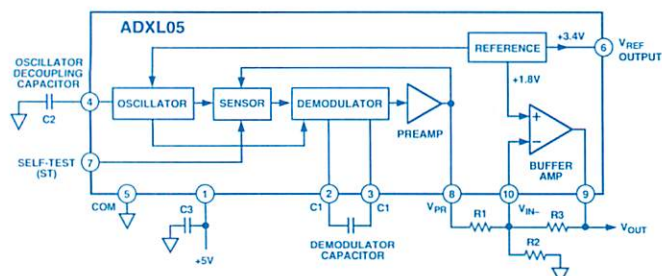 ADXL05
OSCILLATOR
DECOUPLING
CAPACITOR
C2
4
OSCILLATOR
SENSOR
DEMODULATOR
PREAMP
REFERENCE
+3.4V
6
VREF
OUTPUT
+1.8V
+
−
BUFFER
AMP
SELF-TEST
(ST)
7
COM
5
1
C3
+5V
2
C1
3
C1
DEMODULATOR
CAPACITOR
VPR
8
R1
10
VIN–
R3
R2
9
VOUT